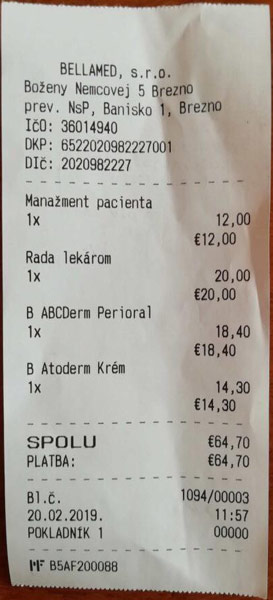 BELLAMED, s.r.o.
Boženy Nemcovej 5 Brezno
prev. NsP, Banisko 1, Brezno
IČO: 36014940
DKP: 6522020982227001
DIČ: 2020982227
Manažment pacienta
1x 12,00
€12,00
Rada lekárom
1x 20,00
€20,00
B ABCDerm Perioral
1x 18,40
€18,40
B Atoderm Krém
1x 14,30
€14,30
SPOLU €64,70
PLATBA: €64,70
Bl.č. 1094/00003
20.02.2019. 11:57
POKLADNÍK 1 00000
MF B5AF200088